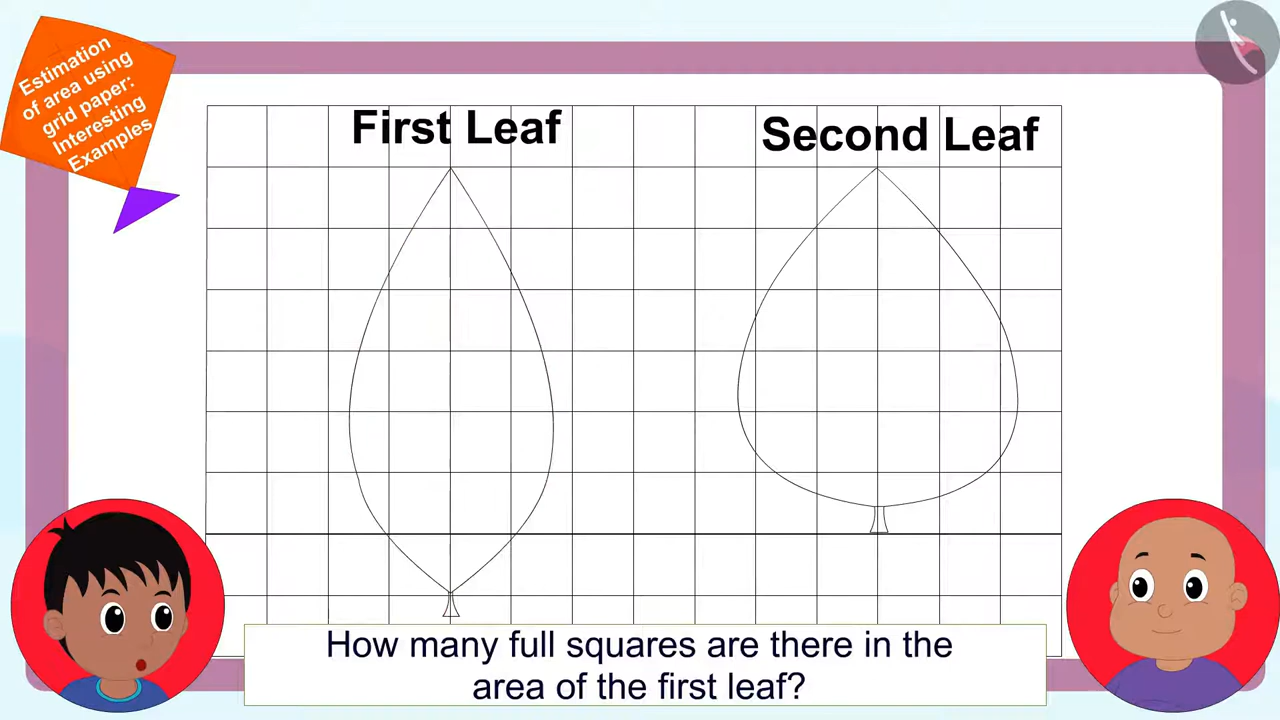 Estimation
of area using
grid paper:
Interesting
Examples
First Leaf
Second Leaf
How many full squares are there in the
area of the first leaf?